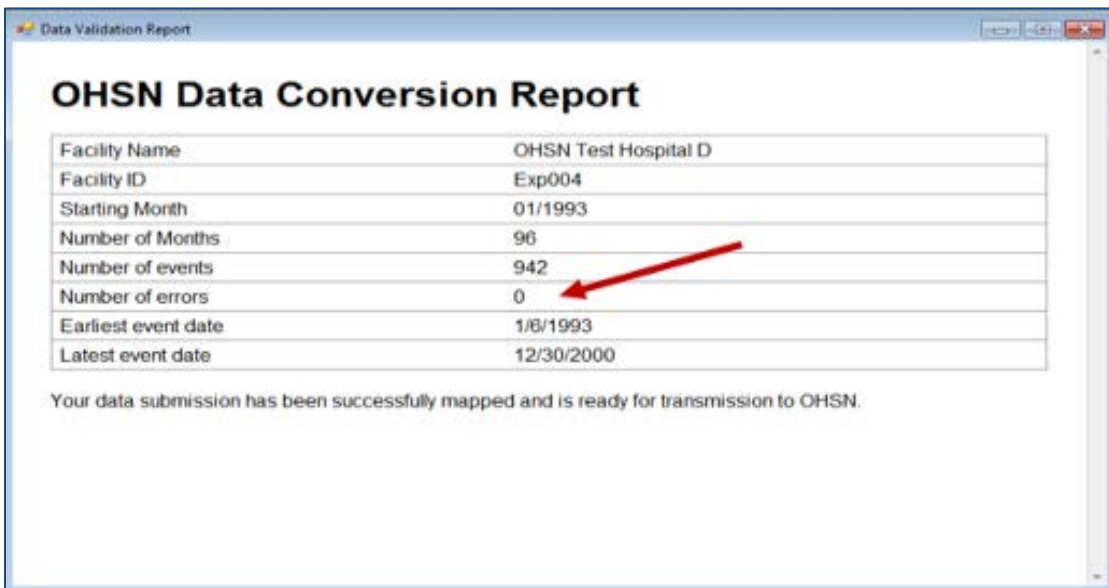 Data Validation Report
OHSN Data Conversion Report
Facility Name OHSN Test Hospital D
Facility ID Exp004
Starting Month 01/1993
Number of Months 96
Number of events 942
Number of errors 0
Earliest event date 1/6/1993
Latest event date 12/30/2000
Your data submission has been successfully mapped and is ready for transmission to OHSN.